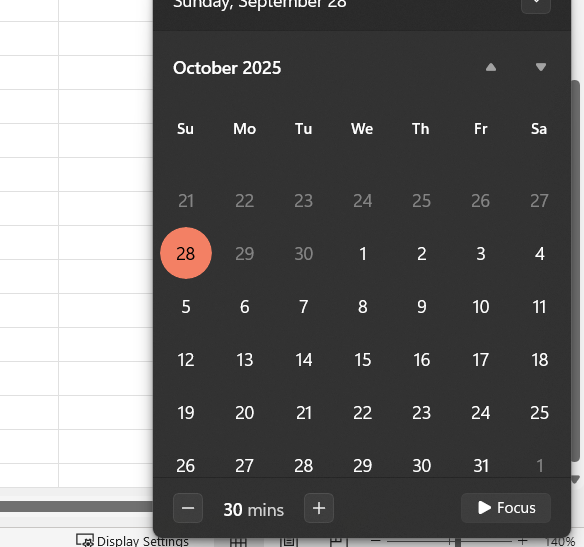 Sunday, September 28
October 2025
Su Mo Tu We Th Fr Sa
21 22 23 24 25 26 27
28 29 30 1 2 3 4
5 6 7 8 9 10 11
12 13 14 15 16 17 18
19 20 21 22 23 24 25
26 27 28 29 30 31 1
30 mins Focus
Display Settings 140%